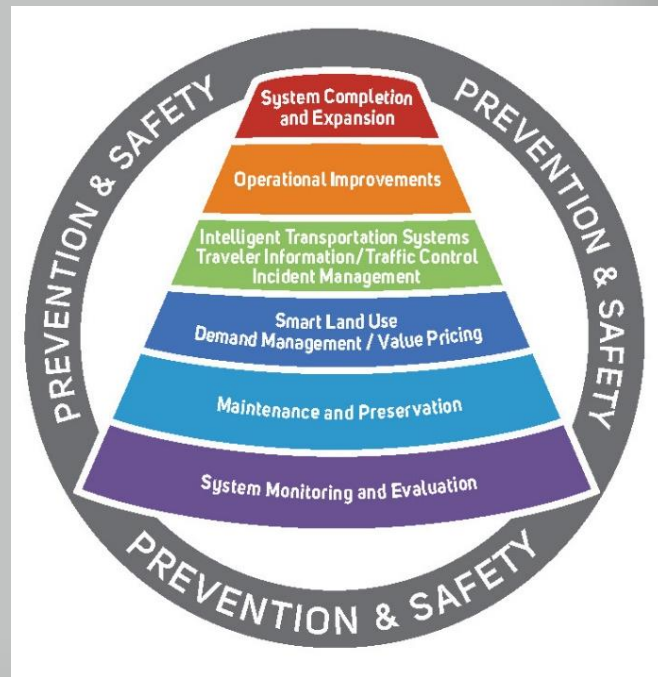 PREVENTION & SAFETY
PREVENTION & SAFETY
System Completion
and Expansion
Operational Improvements
Intelligent Transportation Systems
Traveler Information/Traffic Control
Incident Management
Smart Land Use
Demand Management / Value Pricing
Maintenance and Preservation
System Monitoring and Evaluation
PREVENTION & SAFETY